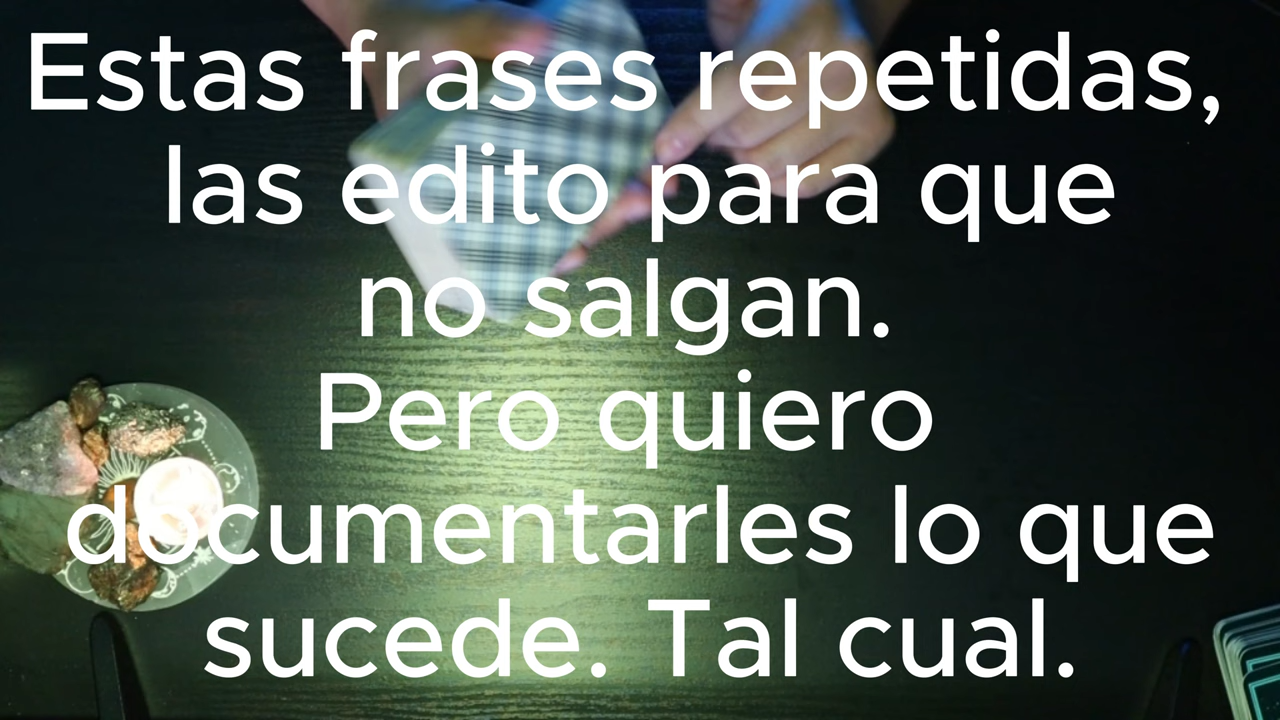 Estas frases repetidas,
las edito para que
no salgan.
Pero quiero
documentarles lo que
sucede. Tal cual.